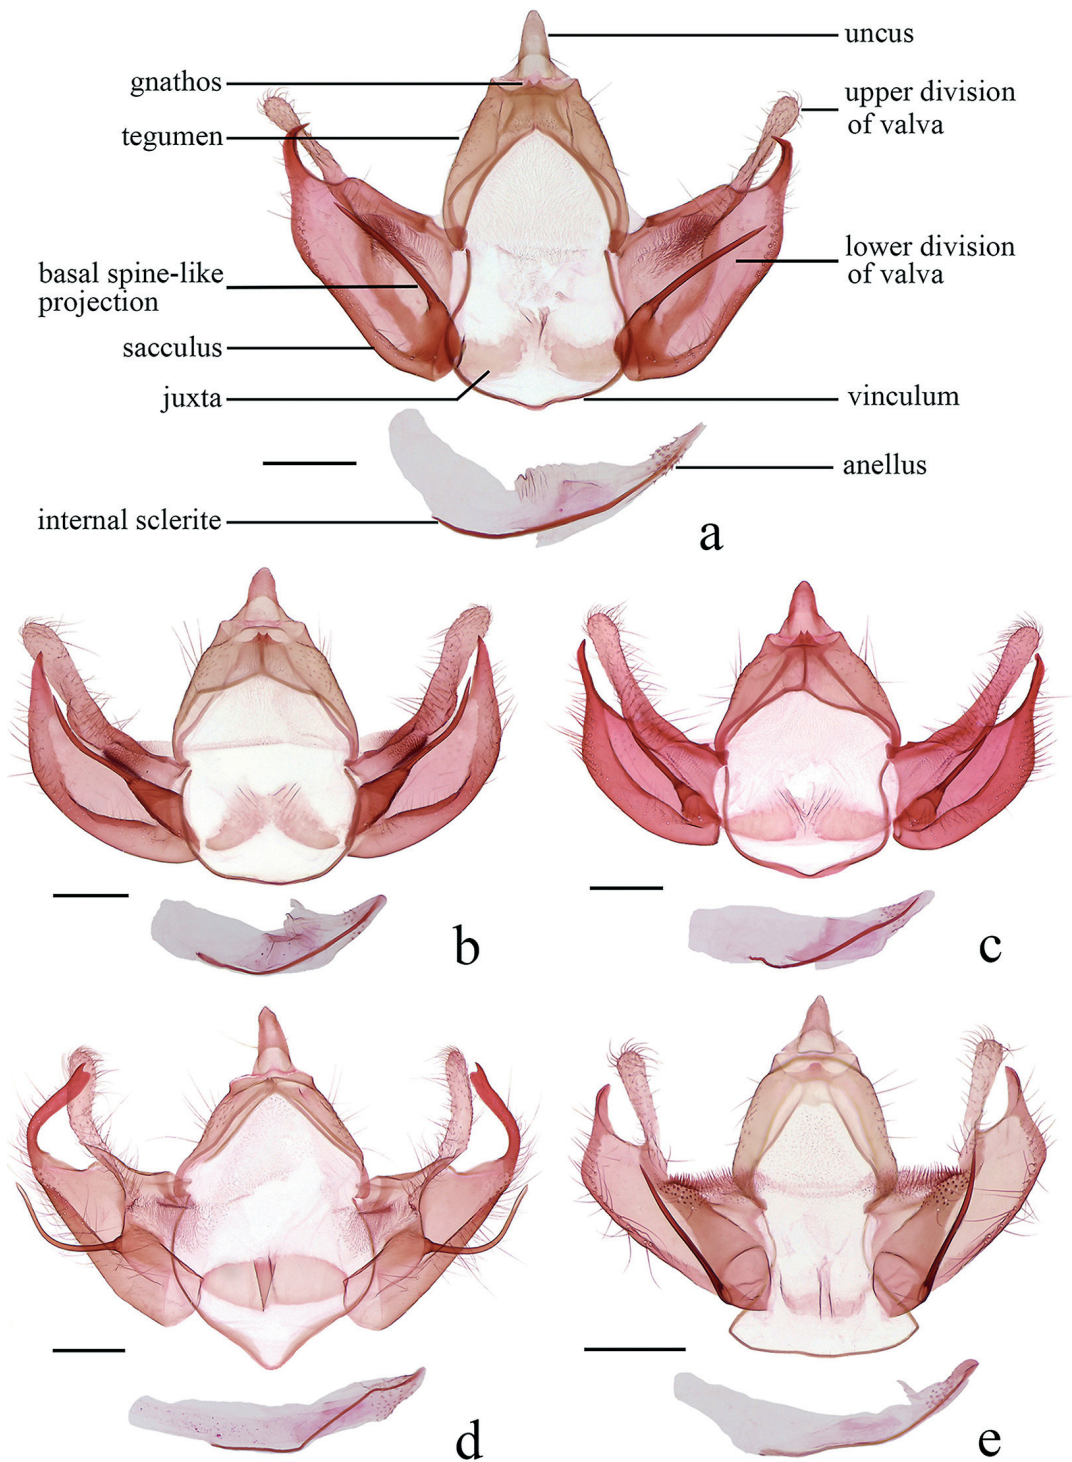 uncus
gnathos
upper division
of valva
tegumen
lower division
of valva
basal spine-like
projection
sacculus
juxta
vinculum
anellus
internal sclerite
a
b
c
d
e